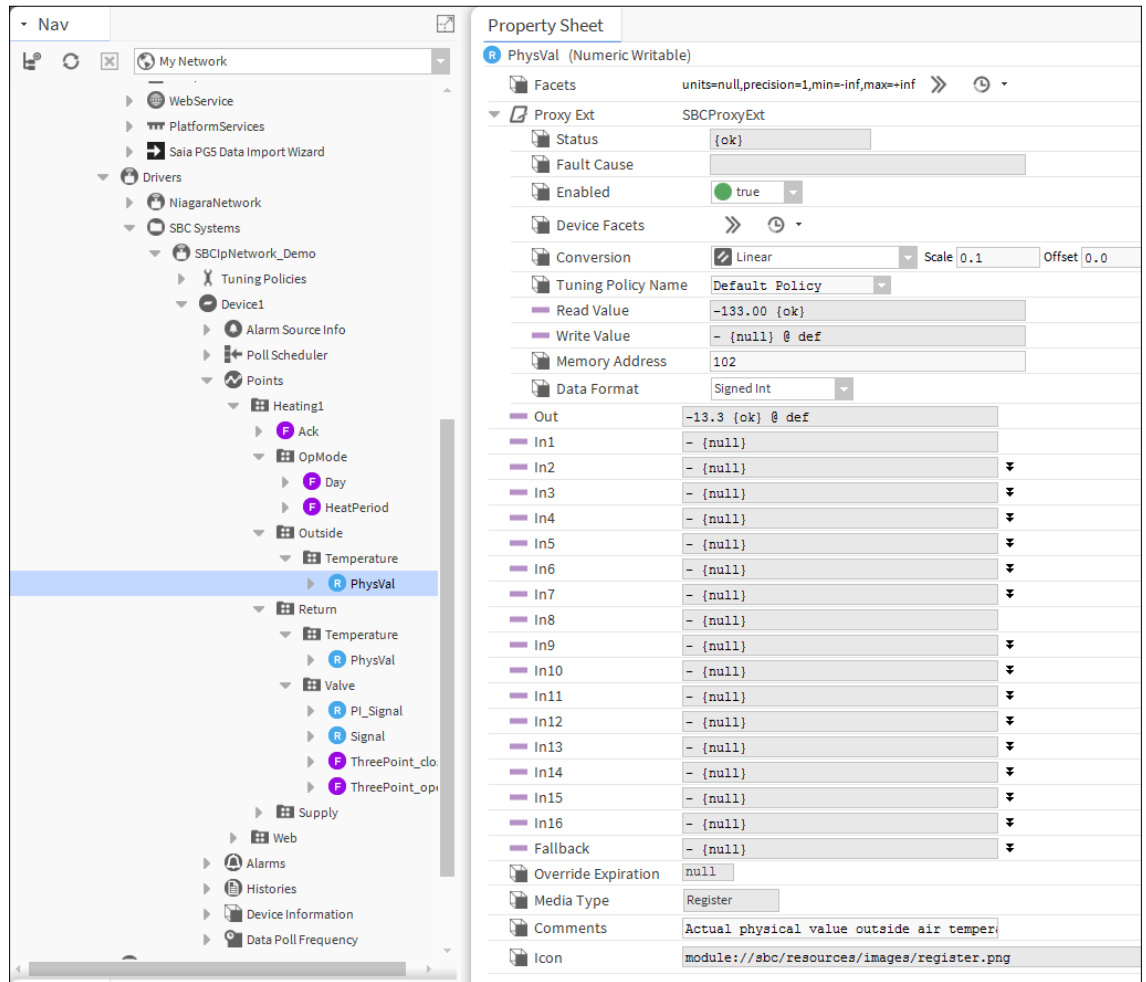 Nav
My Network
WebService
PlatformServices
Saia PG5 Data Import Wizard
Drivers
NiagaraNetwork
SBC Systems
SBCIpNetwork_Demo
Tuning Policies
Device1
Alarm Source Info
Poll Scheduler
Points
Heating1
F Ack
OpMode
F Day
F HeatPeriod
Outside
Temperature
R PhysVal
Return
Temperature
R PhysVal
Valve
R PI_Signal
R Signal
F ThreePoint_clo
F ThreePoint_ope
Supply
Web
Alarms
Histories
Device Information
Data Poll Frequency
Property Sheet
R PhysVal (Numeric Writable)
Facets units=null,precision=1,min=-inf,max=+inf
Proxy Ext SBCProxyExt
Status {ok}
Fault Cause
Enabled true
Device Facets
Conversion Linear Scale 0.1 Offset 0.0
Tuning Policy Name Default Policy
Read Value -133.00 {ok}
Write Value - {null} @ def
Memory Address 102
Data Format Signed Int
Out -13.3 {ok} @ def
In1 - {null}
In2 - {null}
In3 - {null}
In4 - {null}
In5 - {null}
In6 - {null}
In7 - {null}
In8 - {null}
In9 - {null}
In10 - {null}
In11 - {null}
In12 - {null}
In13 - {null}
In14 - {null}
In15 - {null}
In16 - {null}
Fallback - {null}
Override Expiration null
Media Type Register
Comments Actual physical value outside air tempera
Icon module://sbc/resources/images/register.png